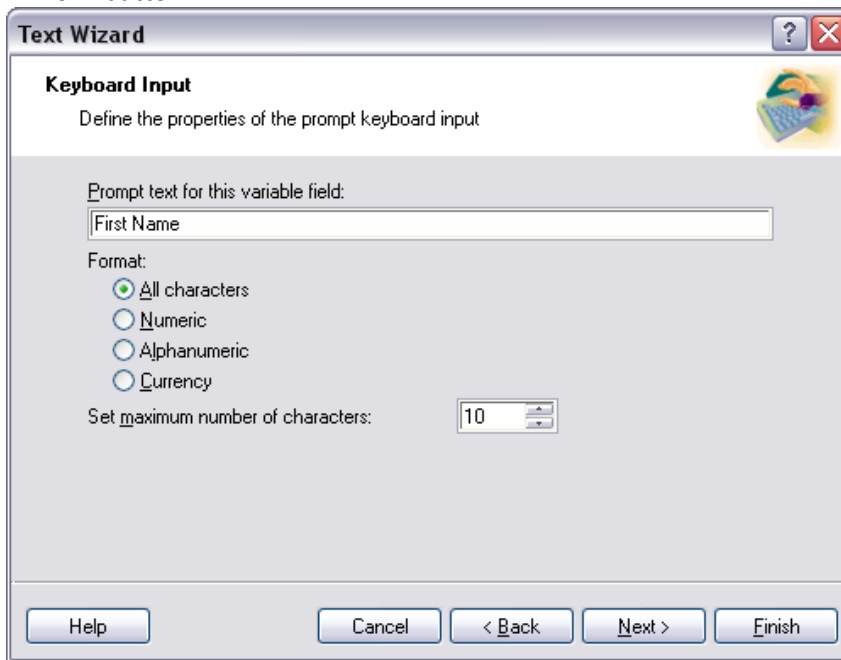 Text Wizard
Keyboard Input
Define the properties of the prompt keyboard input
Prompt text for this variable field:
First Name
Format:
All characters
Numeric
Alphanumeric
Currency
Set maximum number of characters: 10
Help Cancel < Back Next > Finish